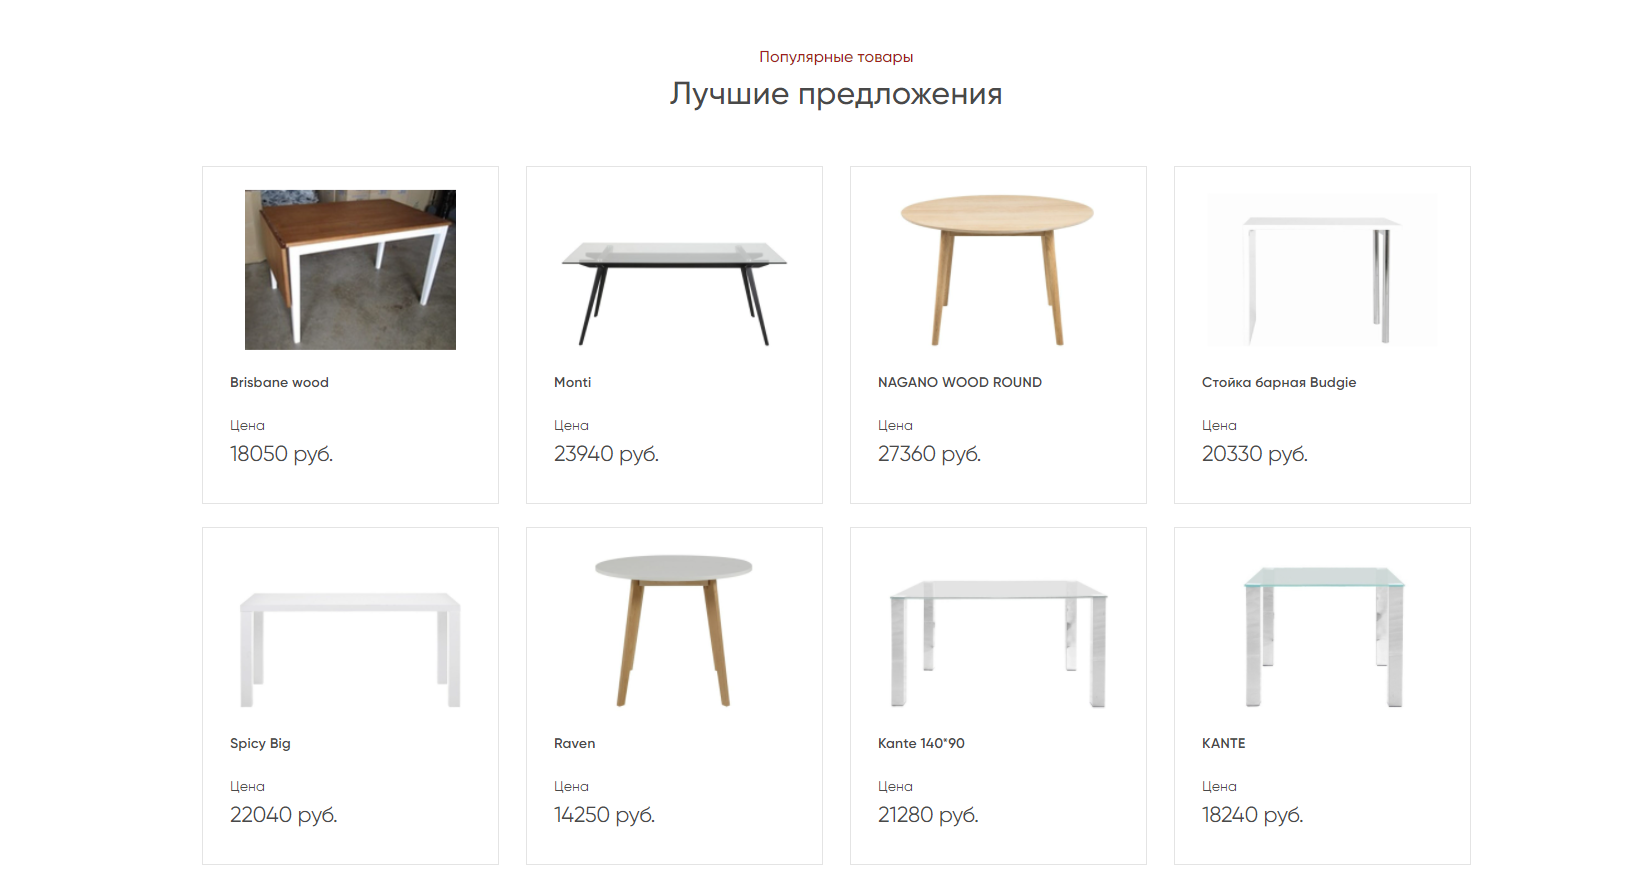 Популярные товары
Лучшие предложения
Brisbane wood
Цена
18050 руб.
Monti
Цена
23940 руб.
NAGANO WOOD ROUND
Цена
27360 руб.
Стойка барная Budgie
Цена
20330 руб.
Spicy Big
Цена
22040 руб.
Raven
Цена
14250 руб.
Kante 140*90
Цена
21280 руб.
KANTE
Цена
18240 руб.